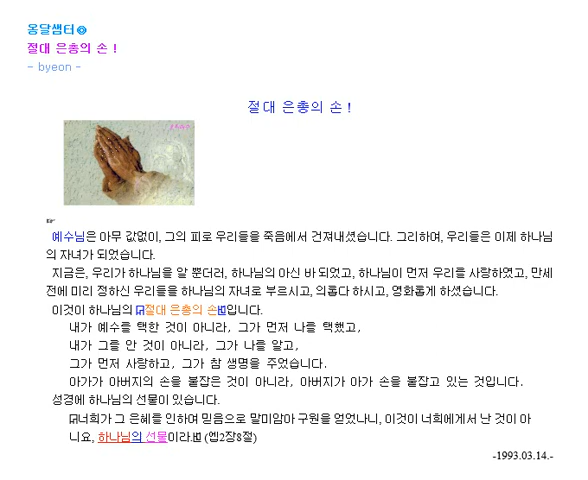 옹달샘터③
절대 은총의 손 !
- byeon -
절대 은총의 손 !
☞
예수님은 아무 값없이, 그의 피로 우리들을 죽음에서 건져내셨습니다. 그리하여, 우리들은 이제 하나님
의 자녀가 되었습니다.
지금은, 우리가 하나님을 알 뿐더러, 하나님의 아신 바 되었고, 하나님이 먼저 우리를 사랑하였고, 만세
전에 미리 정하신 우리들을 하나님의 자녀로 부르시고, 의롭다 하시고, 영화롭게 하셨습니다.
이것이 하나님의 『절대 은총의 손』입니다.
내가 예수를 택한 것이 아니라, 그가 먼저 나를 택했고,
내가 그를 안 것이 아니라, 그가 나를 알고,
그가 먼저 사랑하고, 그가 참 생명을 주었습니다.
아가가 아버지의 손을 붙잡은 것이 아니라, 아버지가 아가 손을 붙잡고 있는 것입니다.
성경에 하나님의 선물이 있습니다.
『너희가 그 은혜를 인하여 믿음으로 말미암아 구원을 얻었나니, 이것이 너희에게서 난 것이 아
니요, 하나님의 선물이라.』 (엡2장8절)
-1993.03.14.-